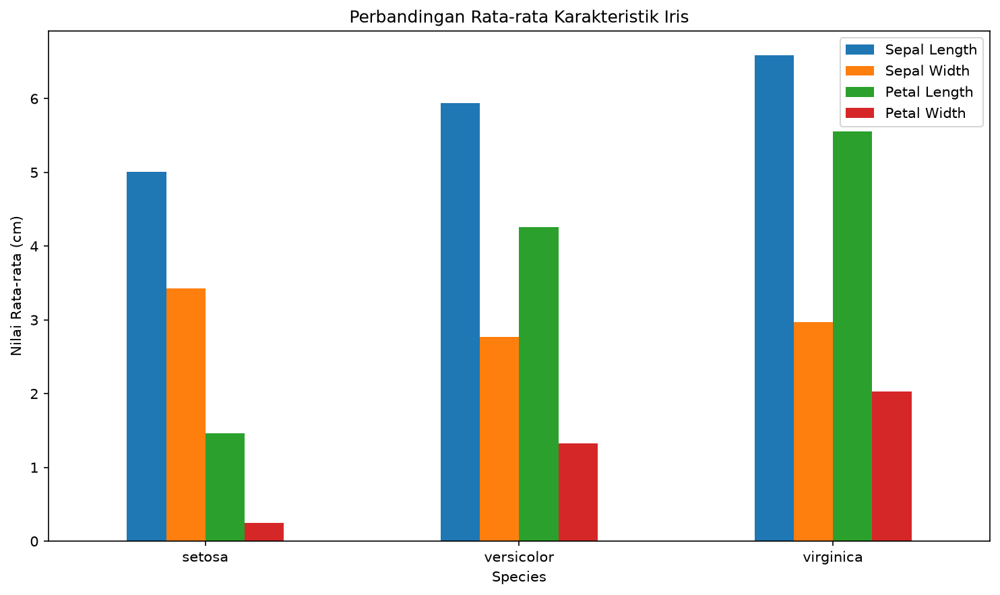 Perbandingan Rata-rata Karakteristik Iris
Sepal Length
Sepal Width
Petal Length
Petal Width
Nilai Rata-rata (cm)
6
5
4
3
2
1
0
setosa versicolor virginica
Species